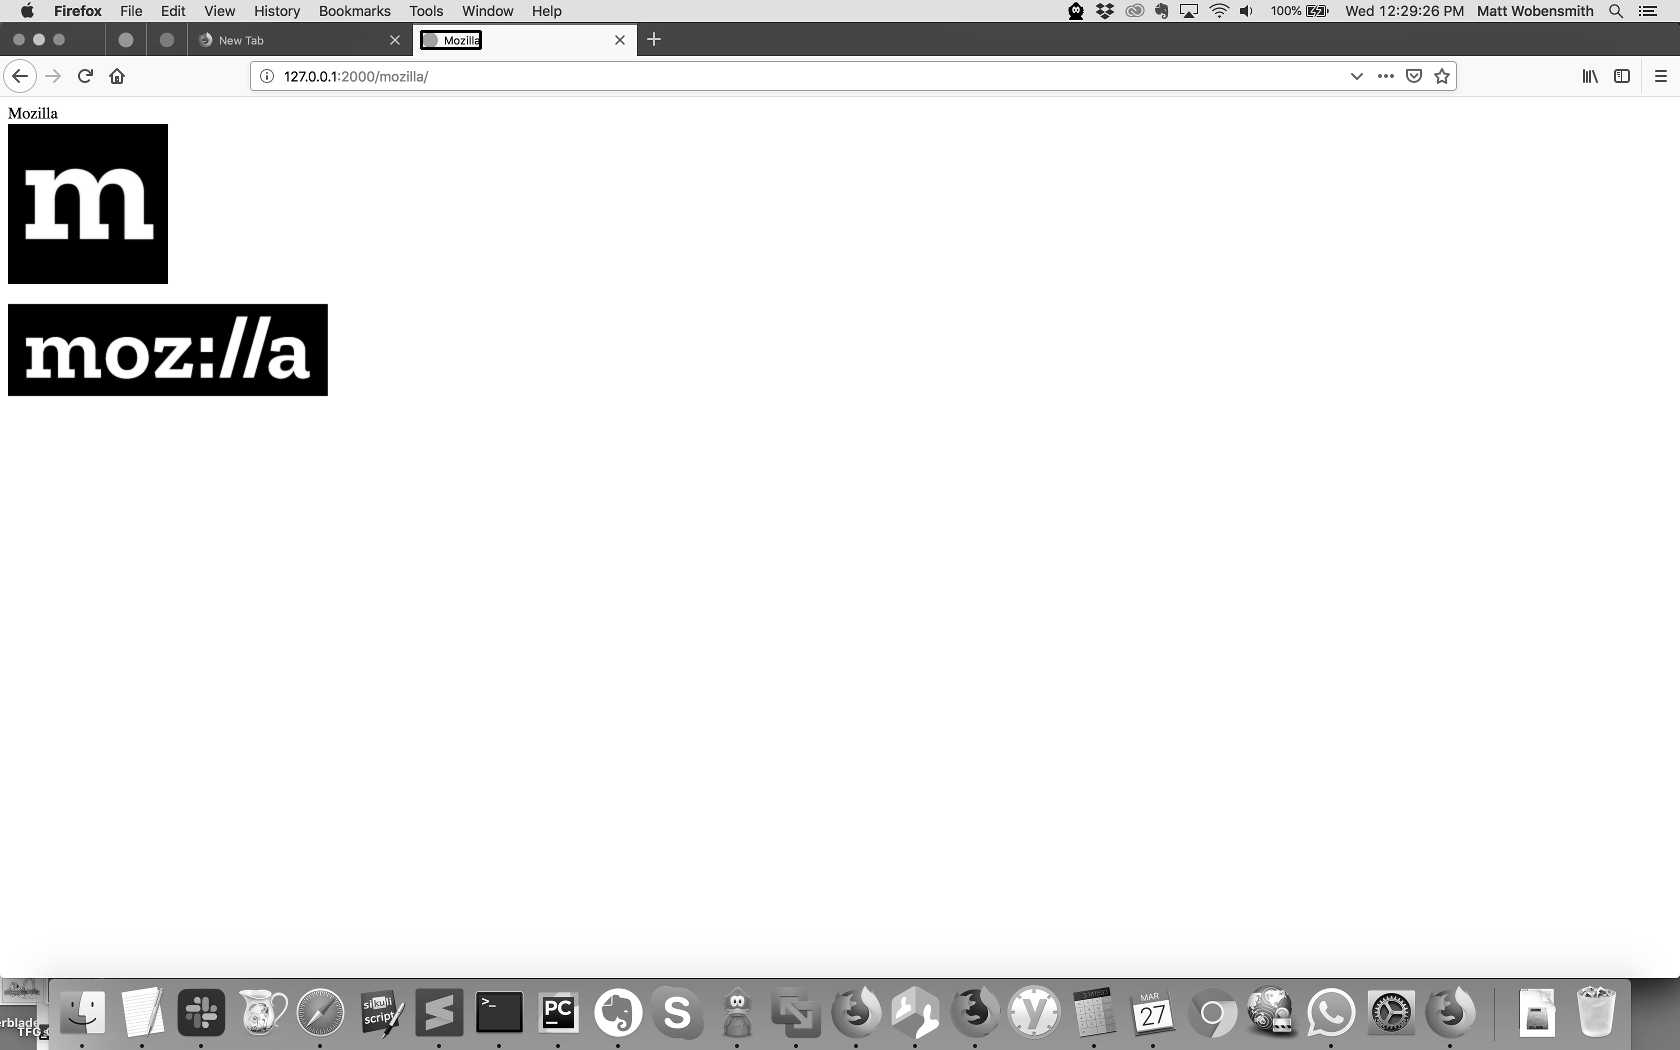 Firefox File Edit View History Bookmarks Tools Window Help 100% Wed 12:29:26 PM Matt Wobensmith
New Tab Mozilla
127.0.0.1:2000/mozilla/
Mozilla
m
moz://a
sikuli
script
>_
PC
S
MAR
27
erblade
TFG